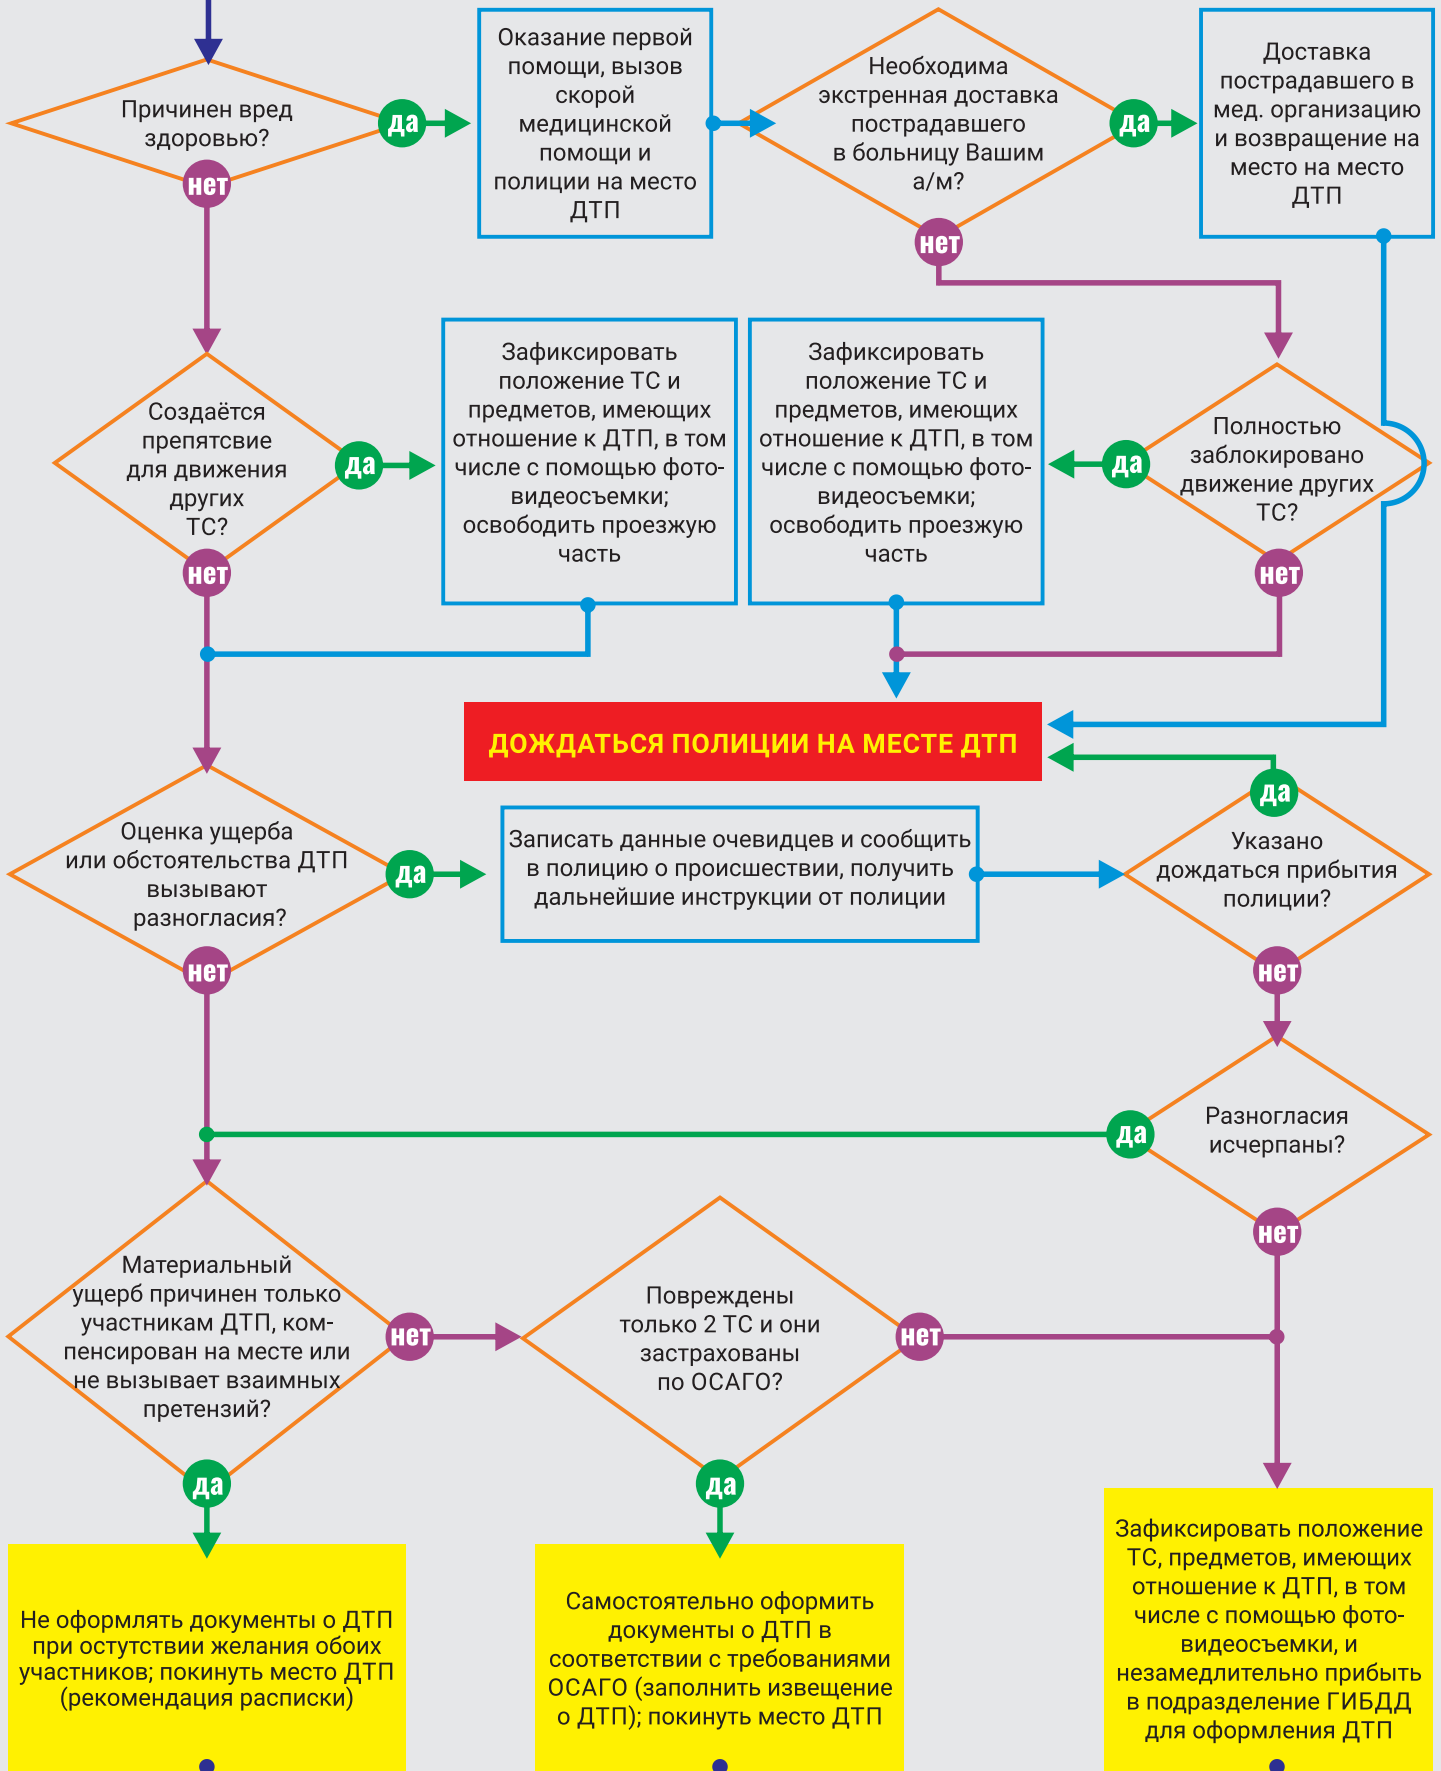 Причинен вред
здоровью?
да
нет
Оказание первой
помощи, вызов
скорой
медицинской
помощи и
полиции на место
ДТП
Необходима
экстренная доставка
пострадавшего
в больницу Вашим
а/м?
да
нет
Доставка
пострадавшего в
мед. организацию
и возвращение на
место на место
ДТП
Создаётся
препятсвие
для движения
других
ТС?
да
нет
Зафиксировать
положение ТС и
предметов, имеющих
отношение к ДТП, в том
числе с помощью фото-
видеосъемки;
освободить проезжую
часть
Зафиксировать
положение ТС и
предметов, имеющих
отношение к ДТП, в том
числе с помощью фото-
видеосъемки;
освободить проезжую
часть
да
Полностью
заблокировано
движение других
ТС?
нет
ДОЖДАТЬСЯ ПОЛИЦИИ НА МЕСТЕ ДТП
Оценка ущерба
или обстоятельства ДТП
вызывают
разногласия?
да
нет
Записать данные очевидцев и сообщить
в полицию о происшествии, получить
дальнейшие инструкции от полиции
да
Указано
дождаться прибытия
полиции?
нет
да
Разногласия
исчерпаны?
нет
Материальный
ущерб причинен только
участникам ДТП, ком-
пенсирован на месте или
не вызывает взаимных
претензий?
нет
да
Повреждены
только 2 ТС и они
застрахованы
по ОСАГО?
нет
да
Не оформлять документы о ДТП
при остутствии желания обоих
участников; покинуть место ДТП
(рекомендация расписки)
Самостоятельно оформить
документы о ДТП в
соответствии с требованиями
ОСАГО (заполнить извещение
о ДТП); покинуть место ДТП
Зафиксировать положение
ТС, предметов, имеющих
отношение к ДТП, в том
числе с помощью фото-
видеосъемки, и
незамедлительно прибыть
в подразделение ГИБДД
для оформления ДТП